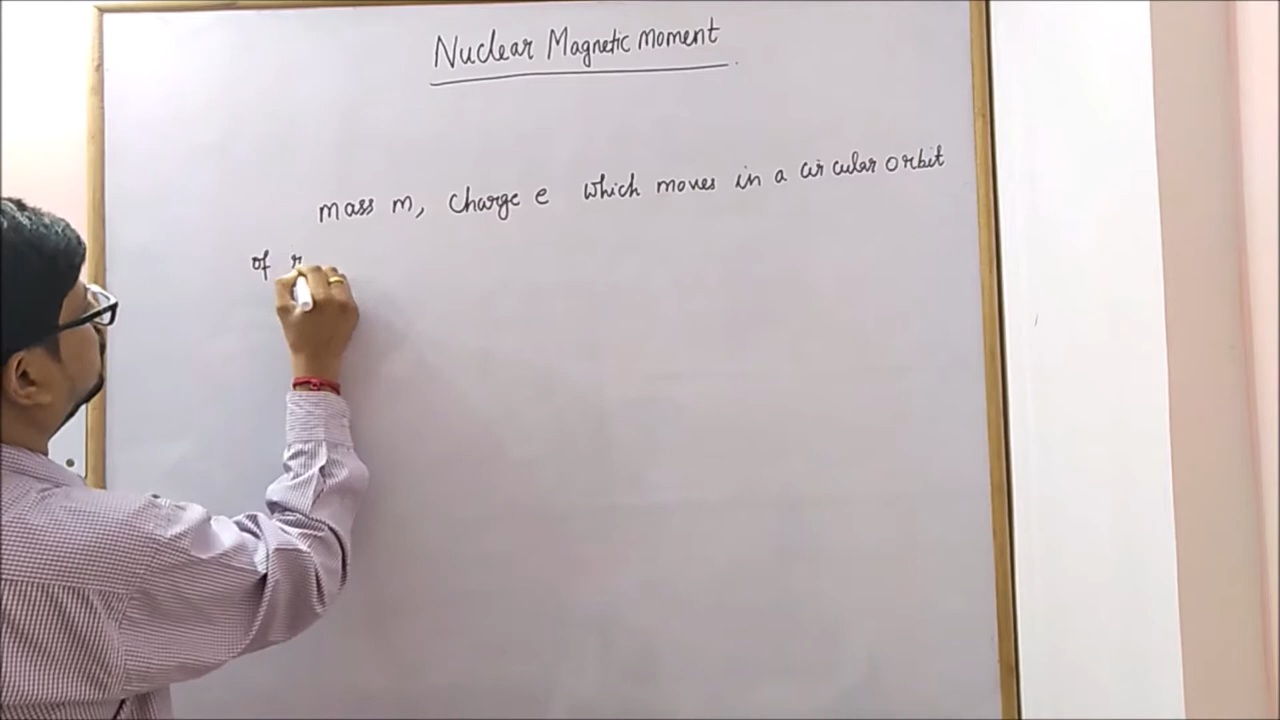 Nuclear Magnetic Moment
mass m, charge e which moves in a circular orbit
of r